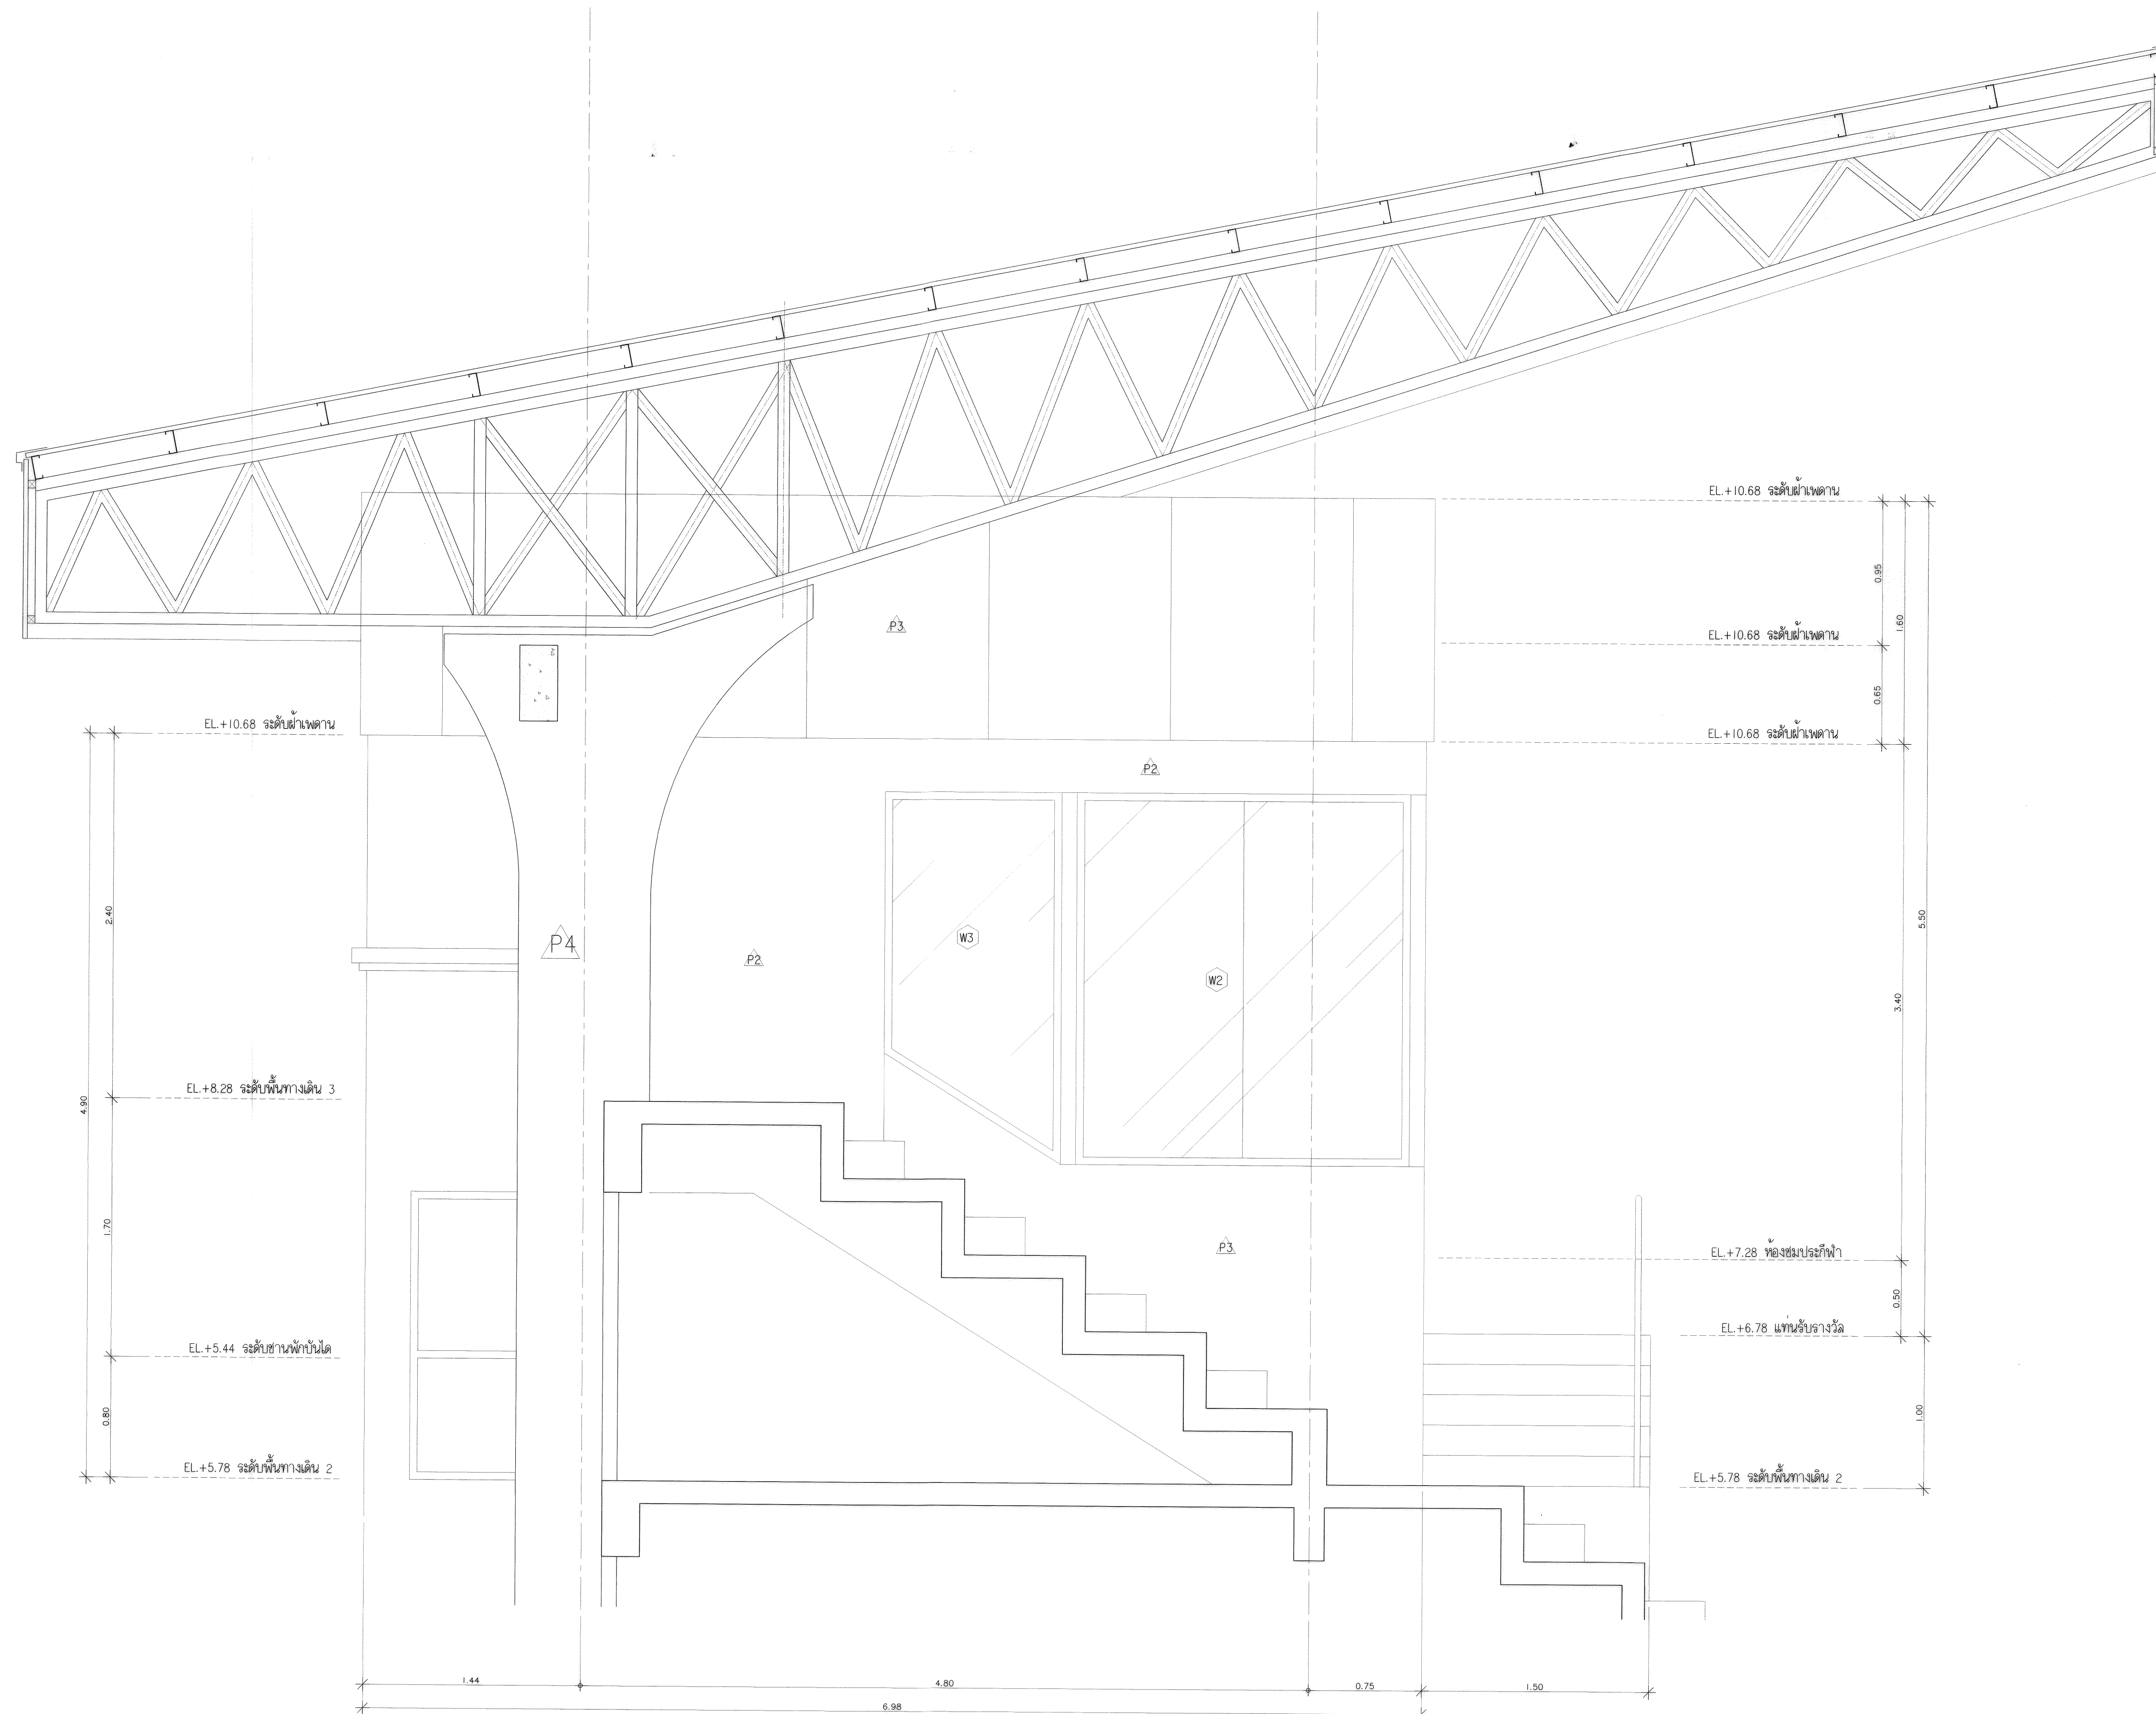 EL.+10.68 ระดับฝ้าเพดาน
0.95
P3
1.60
EL.+10.68 ระดับฝ้าเพดาน
0.65
EL.+10.68 ระดับฝ้าเพดาน
EL.+10.68 ระดับฝ้าเพดาน
P2
2.40
5.50
W3
P4
P2
W2
3.40
EL.+8.28 ระดับพื้นทางเดิน 3
4.90
1.70
P3
EL.+7.28 ห้องชมประกีฬา
0.50
EL.+6.78 แท่นรับรางวัล
EL.+5.44 ระดับชานพักบันได
0.80
1.00
EL.+5.78 ระดับพื้นทางเดิน 2
EL.+5.78 ระดับพื้นทางเดิน 2
1.44
4.80
0.75
1.50
6.98